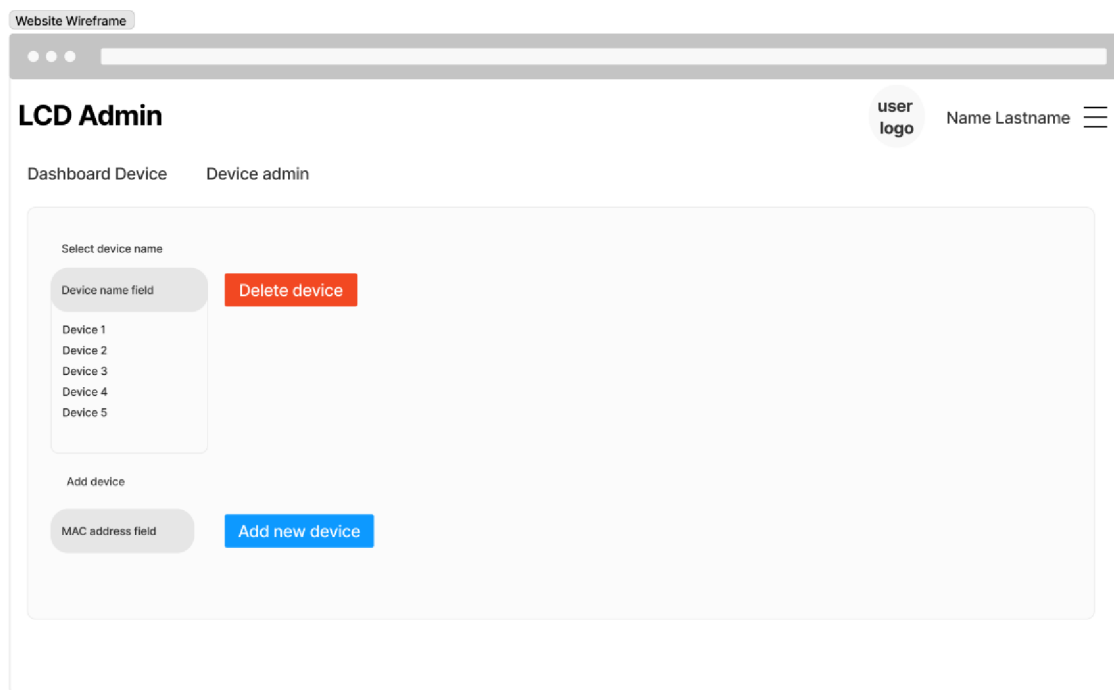 Website Wireframe
LCD Admin
user
logo
Name Lastname
Dashboard Device
Device admin
Select device name
Device name field
Delete device
Device 1
Device 2
Device 3
Device 4
Device 5
Add device
MAC address field
Add new device